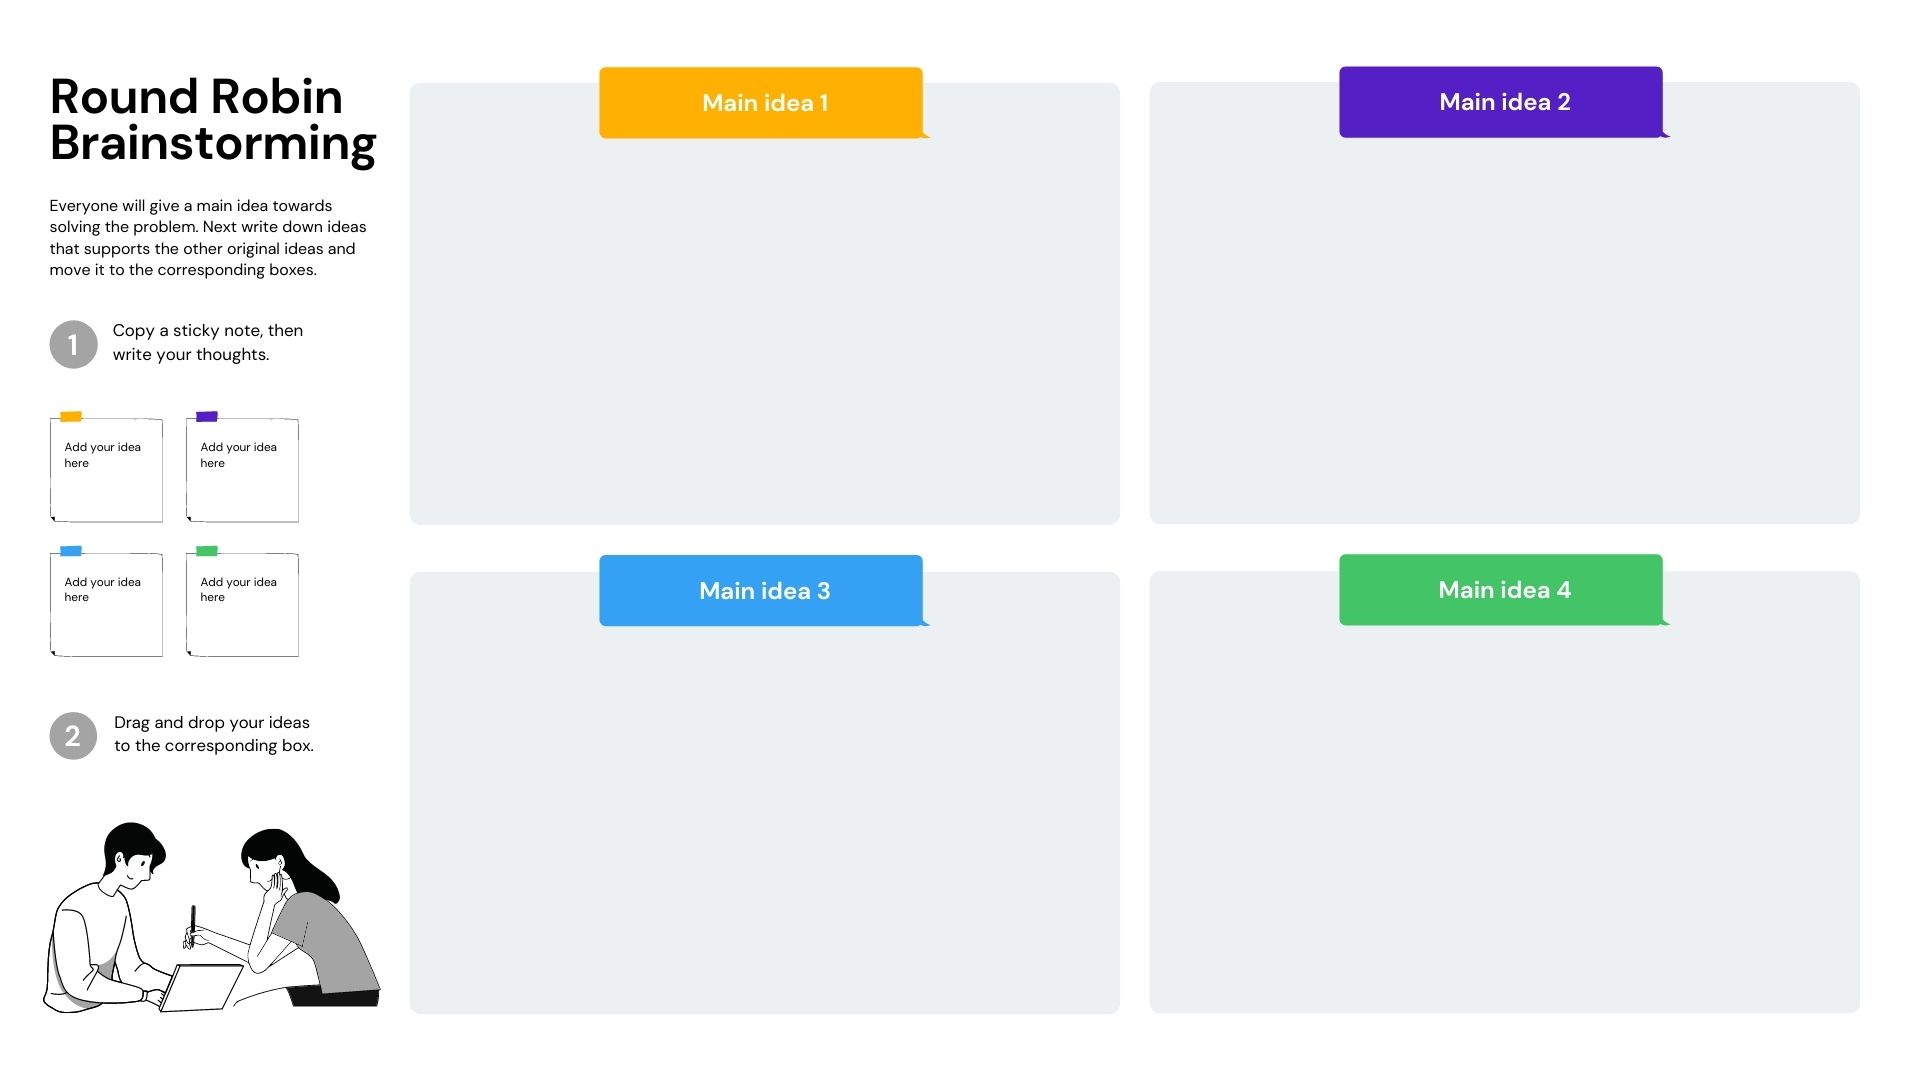 Round Robin
Brainstorming
Everyone will give a main idea towards
solving the problem. Next write down ideas
that supports the other original ideas and
move it to the corresponding boxes.
1
Copy a sticky note, then
write your thoughts.
Add your idea
here
Add your idea
here
Add your idea
here
Add your idea
here
2
Drag and drop your ideas
to the corresponding box.
Main idea 1
Main idea 2
Main idea 3
Main idea 4